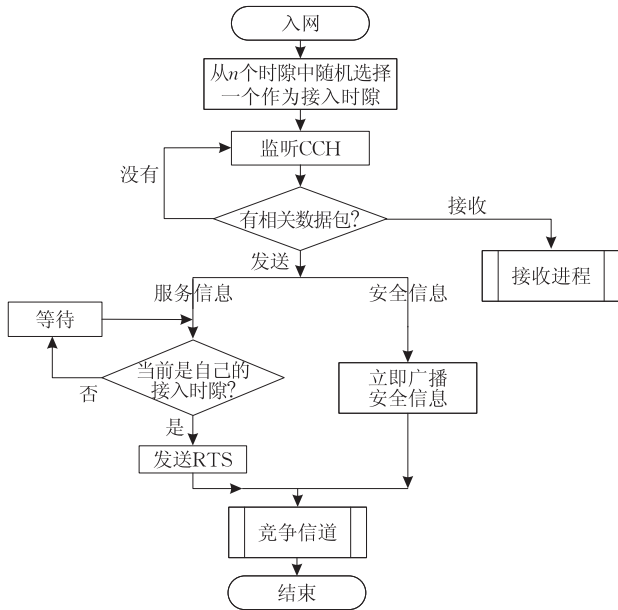 入网
从n个时隙中随机选择
一个作为接入时隙
监听CCH
没有
有相关数据包?
接收
接收进程
发送
服务信息
安全信息
等待
当前是自己的
接入时隙?
否
立即广播
安全信息
是
发送RTS
竞争信道
结束